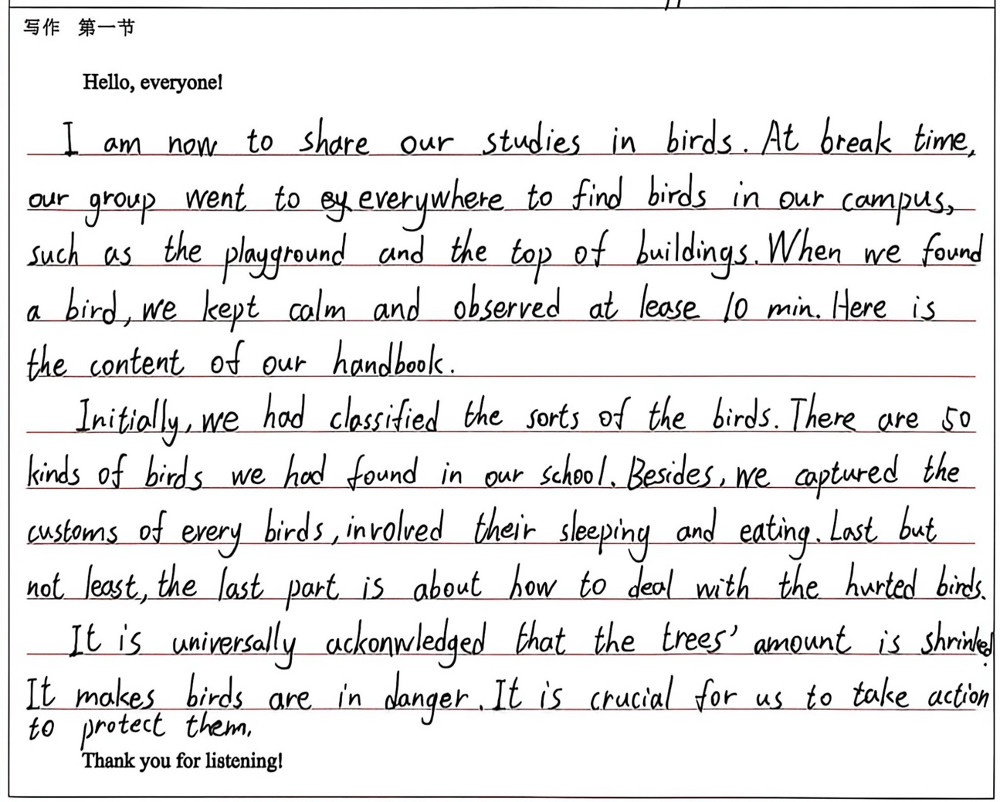 写作 第一节
Hello, everyone!
I am now to share our studies in birds. At break time,
our group went to everywhere to find birds in our campus,
such as the playground and the top of buildings. When we found
a bird, we kept calm and observed at lease 10 min. Here is
the content of our handbook.
Initially, we had classified the sorts of the birds. There are 50
kinds of birds we had found in our school. Besides, we captured the
customs of every birds, involved their sleeping and eating. Last but
not least, the last part is about how to deal with the hurted birds.
It is universally ackonwledged that the trees' amount is shrinked.
It makes birds are in danger. It is crucial for us to take action
to protect them.
Thank you for listening!